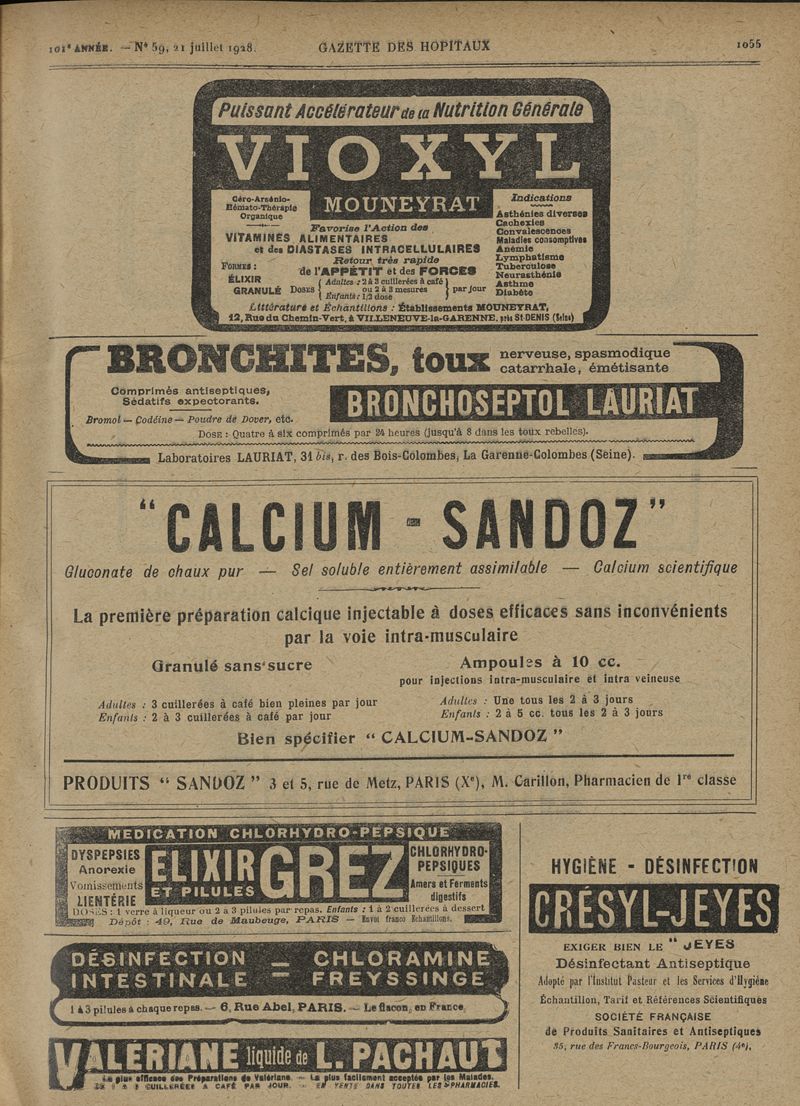 101e ANNÉE. — No 59, 21 juillet 1928. GAZETTE DES HOPITAUX 1055
Puissant Accélérateur de la Nutrition Générale
VIOXYL
MOUNEYRAT
Géro-Arsénio-
Hémato-Thérapie
Organique
Favorise l'Action des
VITAMINES ALIMENTAIRES
et des DIASTASES INTRACELLULAIRES
Retour très rapide
de l'APPÉTIT et des FORCES
FORMES :
ÉLIXIR
GRANULÉ
DOSES
Adultes : 2 à 3 cuillerées à café
ou 2 à 3 mesures
Enfants : 1/2 dose
par jour
Indications
Asthénies diverses
Cachexies
Convalescences
Maladies consomptives
Anémie
Lymphatisme
Tuberculose
Neurasthénie
Asthme
Diabète
Littérature et Échantillons : Établissements MOUNEYRAT,
12, Rue du Chemin-Vert, à VILLENEUVE-la-GARENNE, près St-DENIS (Seine)
BRONCHITES, toux nerveuse, spasmodique
catarrhale, émétisante
Comprimés antiseptiques,
Sédatifs expectorants.
Bromol — Codéine — Poudre de Dover, etc.
BRONCHOSEPTOL LAURIAT
DOSE : Quatre à six comprimés par 24 heures (jusqu'à 8 dans les toux rebelles).
Laboratoires LAURIAT, 31 bis, r. des Bois-Colombes, La Garenne-Colombes (Seine).
“CALCIUM - SANDOZ”
Gluconate de chaux pur — Sel soluble entièrement assimilable — Calcium scientifique
La première préparation calcique injectable à doses efficaces sans inconvénients
par la voie intra-musculaire
Granulé sans sucre
Adultes : 3 cuillerées à café bien pleines par jour
Enfants : 2 à 3 cuillerées à café par jour
Ampoules à 10 cc.
pour injections intra-musculaire et intra veineuse
Adultes : Une tous les 2 à 3 jours
Enfants : 2 à 5 cc. tous les 2 à 3 jours
Bien spécifier “ CALCIUM-SANDOZ ”
PRODUITS “ SANDOZ ” 3 et 5, rue de Metz, PARIS (Xe), M. Carillon, Pharmacien de 1re classe
MEDICATION CHLORHYDRO-PEPSIQUE
DYSPEPSIES
Anorexie
Vomissements
LIENTÉRIE
ELIXIR
ET PILULES
GREZ
CHLORHYDRO-
PEPSIQUES
Amers et Ferments
digestifs
DOSES : 1 verre à liqueur ou 2 à 3 pilules par repas. Enfants : 1 à 2 cuillerées à dessert
Dépôt : 49, Rue de Maubeuge, PARIS — Envoi franco Echantillons.
DÉSINFECTION — CHLORAMINE
INTESTINALE — FREYSSINGE
1 à 3 pilules à chaque repas. — 6, Rue Abel, PARIS. — Le flacon, en France
VALÉRIANE liquide de L. PACHAUT
La plus efficace des Préparations de Valériane. — La plus facilement acceptée par les Malades.
CUILLERÉES A CAFÉ PAR JOUR. — EN VENTE DANS TOUTES LES PHARMACIES.
HYGIÈNE - DÉSINFECTION
CRÉSYL-JEYES
EXIGER BIEN LE “ JEYES
Désinfectant Antiseptique
Adopté par l'Institut Pasteur et les Services d'Hygiène
Échantillon, Tarif et Références Scientifiques
SOCIÉTÉ FRANÇAISE
de Produits Sanitaires et Antiseptiques
35, rue des Francs-Bourgeois, PARIS (4e),